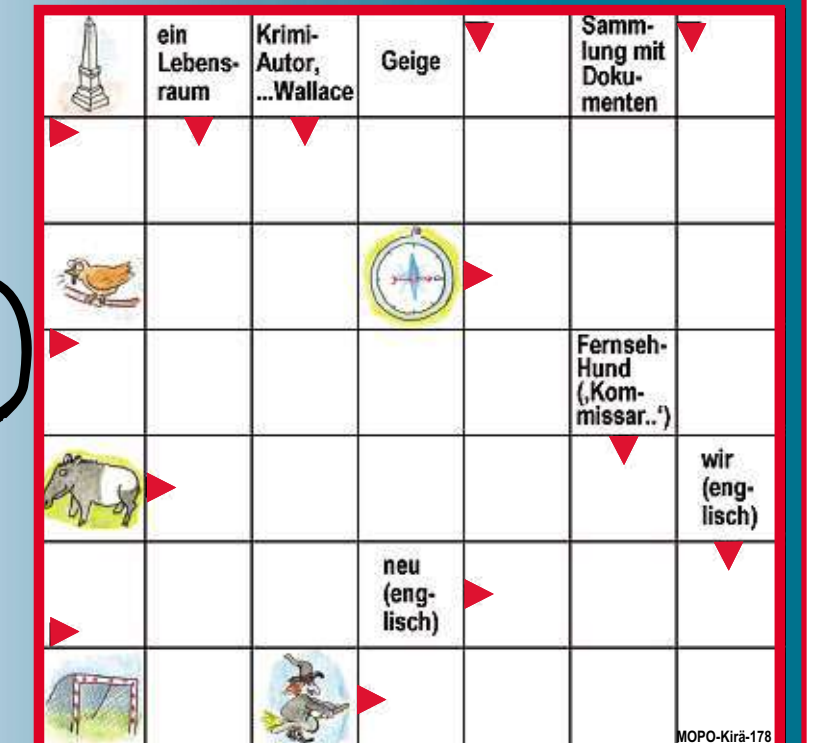 ein
Lebens-
raum
Krimi-
Autor,
...Wallace
Geige
Samm-
lung mit
Doku-
menten
Fernseh-
Hund
(‚Kom-
missar..‘)
wir
(eng-
lisch)
neu
(eng-
lisch)
MOPO-Kirä-178